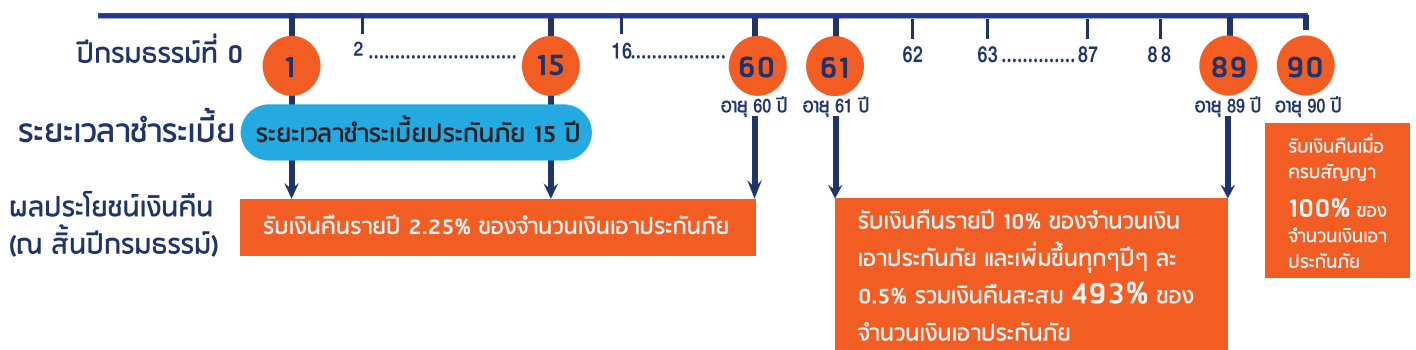 ปีกรมธรรม์ที่ 0 1 2 ............................ 15 16.................. 60 61 62 63 .............. 87 88 89 90
อายุ 60 ปี อายุ 61 ปี อายุ 89 ปี อายุ 90 ปี
ระยะเวลาชำระเบี้ย ระยะเวลาชำระเบี้ยประกันภัย 15 ปี
ผลประโยชน์เงินคืน
(ณ สิ้นปีกรมธรรม์)
รับเงินคืนรายปี 2.25% ของจำนวนเงินเอาประกันภัย
รับเงินคืนรายปี 10% ของจำนวนเงิน
เอาประกันภัย และเพิ่มขึ้นทุกๆปีๆ ละ
0.5% รวมเงินคืนสะสม 493% ของ
จำนวนเงินเอาประกันภัย
รับเงินคืนเมื่อ
ครบสัญญา
100% ของ
จำนวนเงินเอา
ประกันภัย